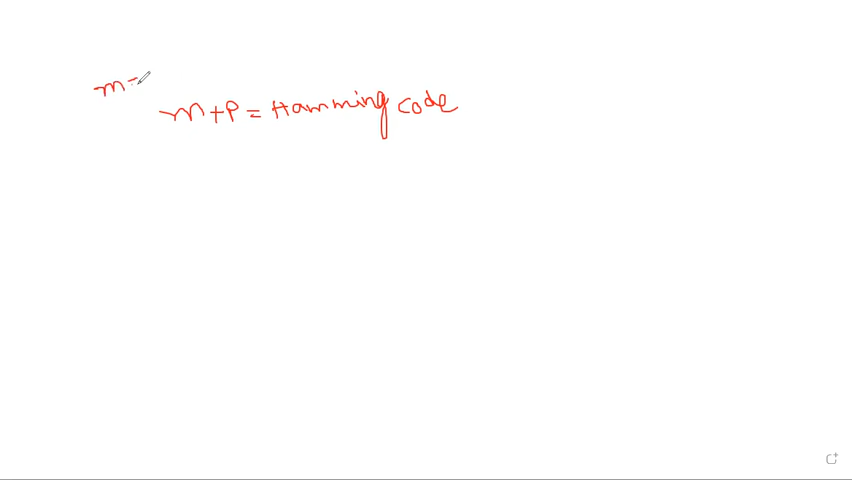 m=
m+P = Hamming code